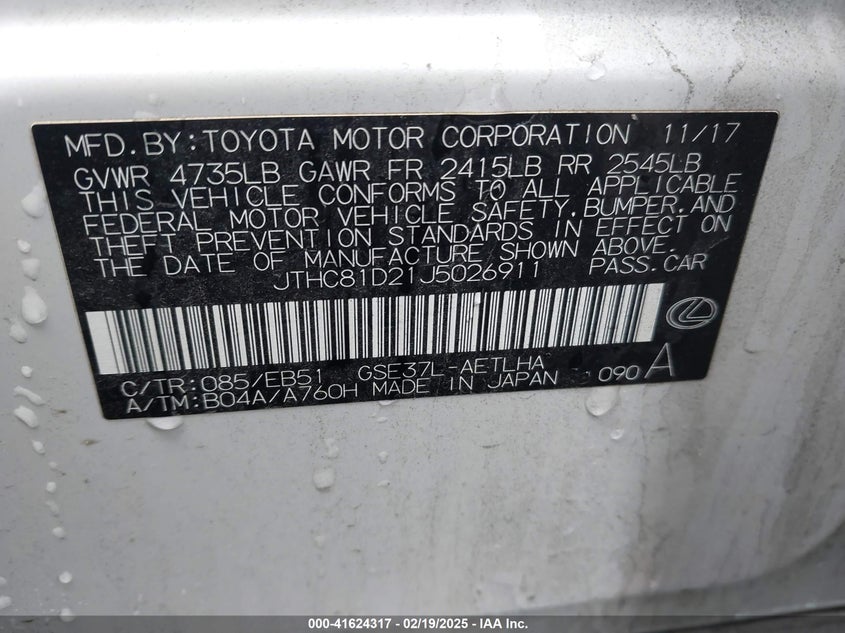 MFD. BY: TOYOTA MOTOR CORPORATION 11/17
GVWR 4735LB GAWR FR 2415LB RR 2545LB
THIS VEHICLE CONFORMS TO ALL APPLICABLE
FEDERAL MOTOR VEHICLE SAFETY, BUMPER, AND
THEFT PREVENTION STANDARDS IN EFFECT ON
THE DATE OF MANUFACTURE SHOWN ABOVE.
JTHC81D21J5026911 PASS. CAR
C/TR: 085/EB51 GSE37L-AETLHA
A/TM: B04A/A760H MADE IN JAPAN 090 A
000-41624317 - 02/19/2025 - IAA Inc.